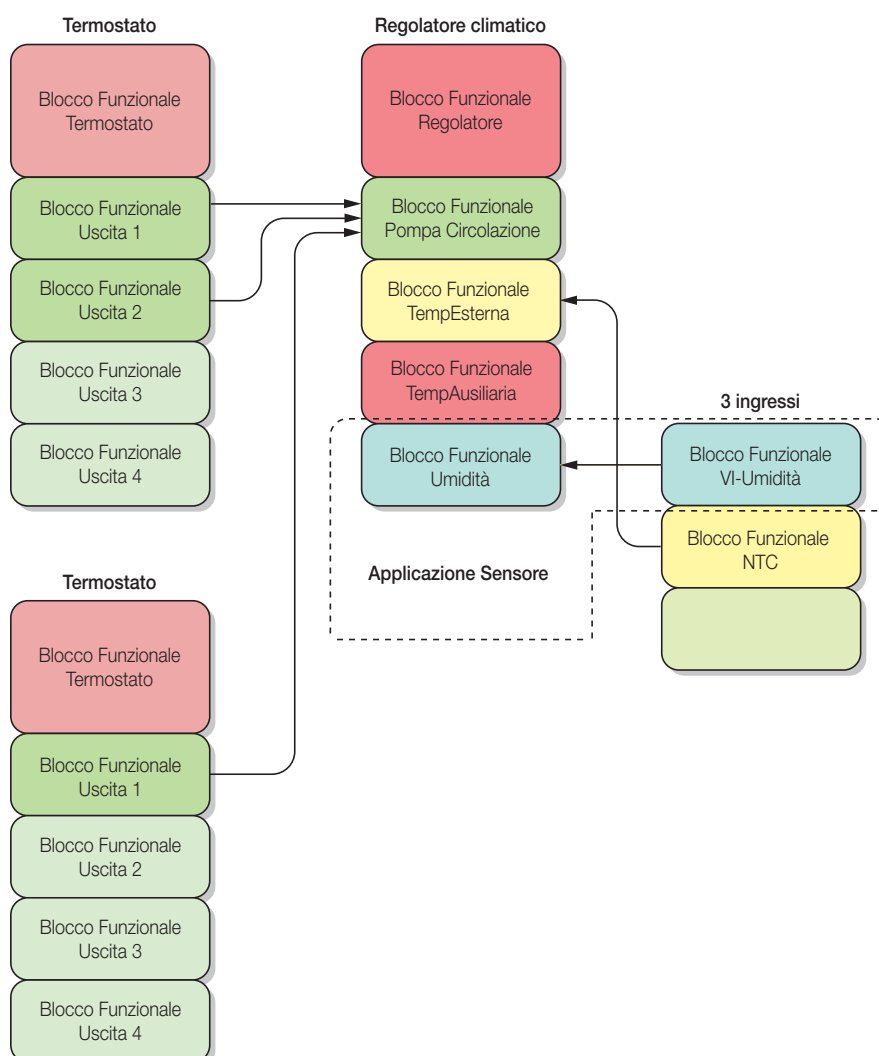 Termostato
Blocco Funzionale
Termostato
Blocco Funzionale
Uscita 1
Blocco Funzionale
Uscita 2
Blocco Funzionale
Uscita 3
Blocco Funzionale
Uscita 4
Regolatore climatico
Blocco Funzionale
Regolatore
Blocco Funzionale
Pompa Circolazione
Blocco Funzionale
TempEsterna
Blocco Funzionale
TempAusiliaria
Blocco Funzionale
Umidità
3 ingressi
Blocco Funzionale
VI-Umidità
Blocco Funzionale
NTC
Applicazione Sensore
Termostato
Blocco Funzionale
Termostato
Blocco Funzionale
Uscita 1
Blocco Funzionale
Uscita 2
Blocco Funzionale
Uscita 3
Blocco Funzionale
Uscita 4